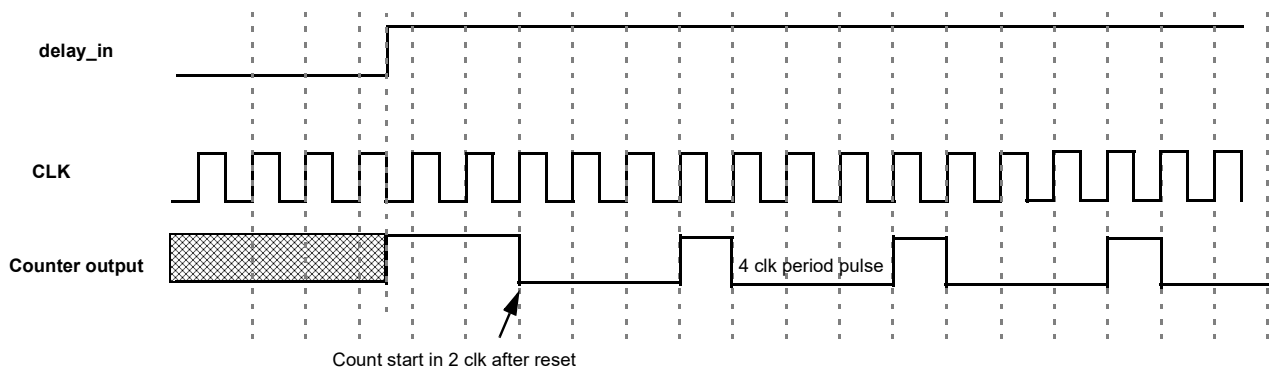 delay_in
CLK
Counter output
4 clk period pulse
Count start in 2 clk after reset